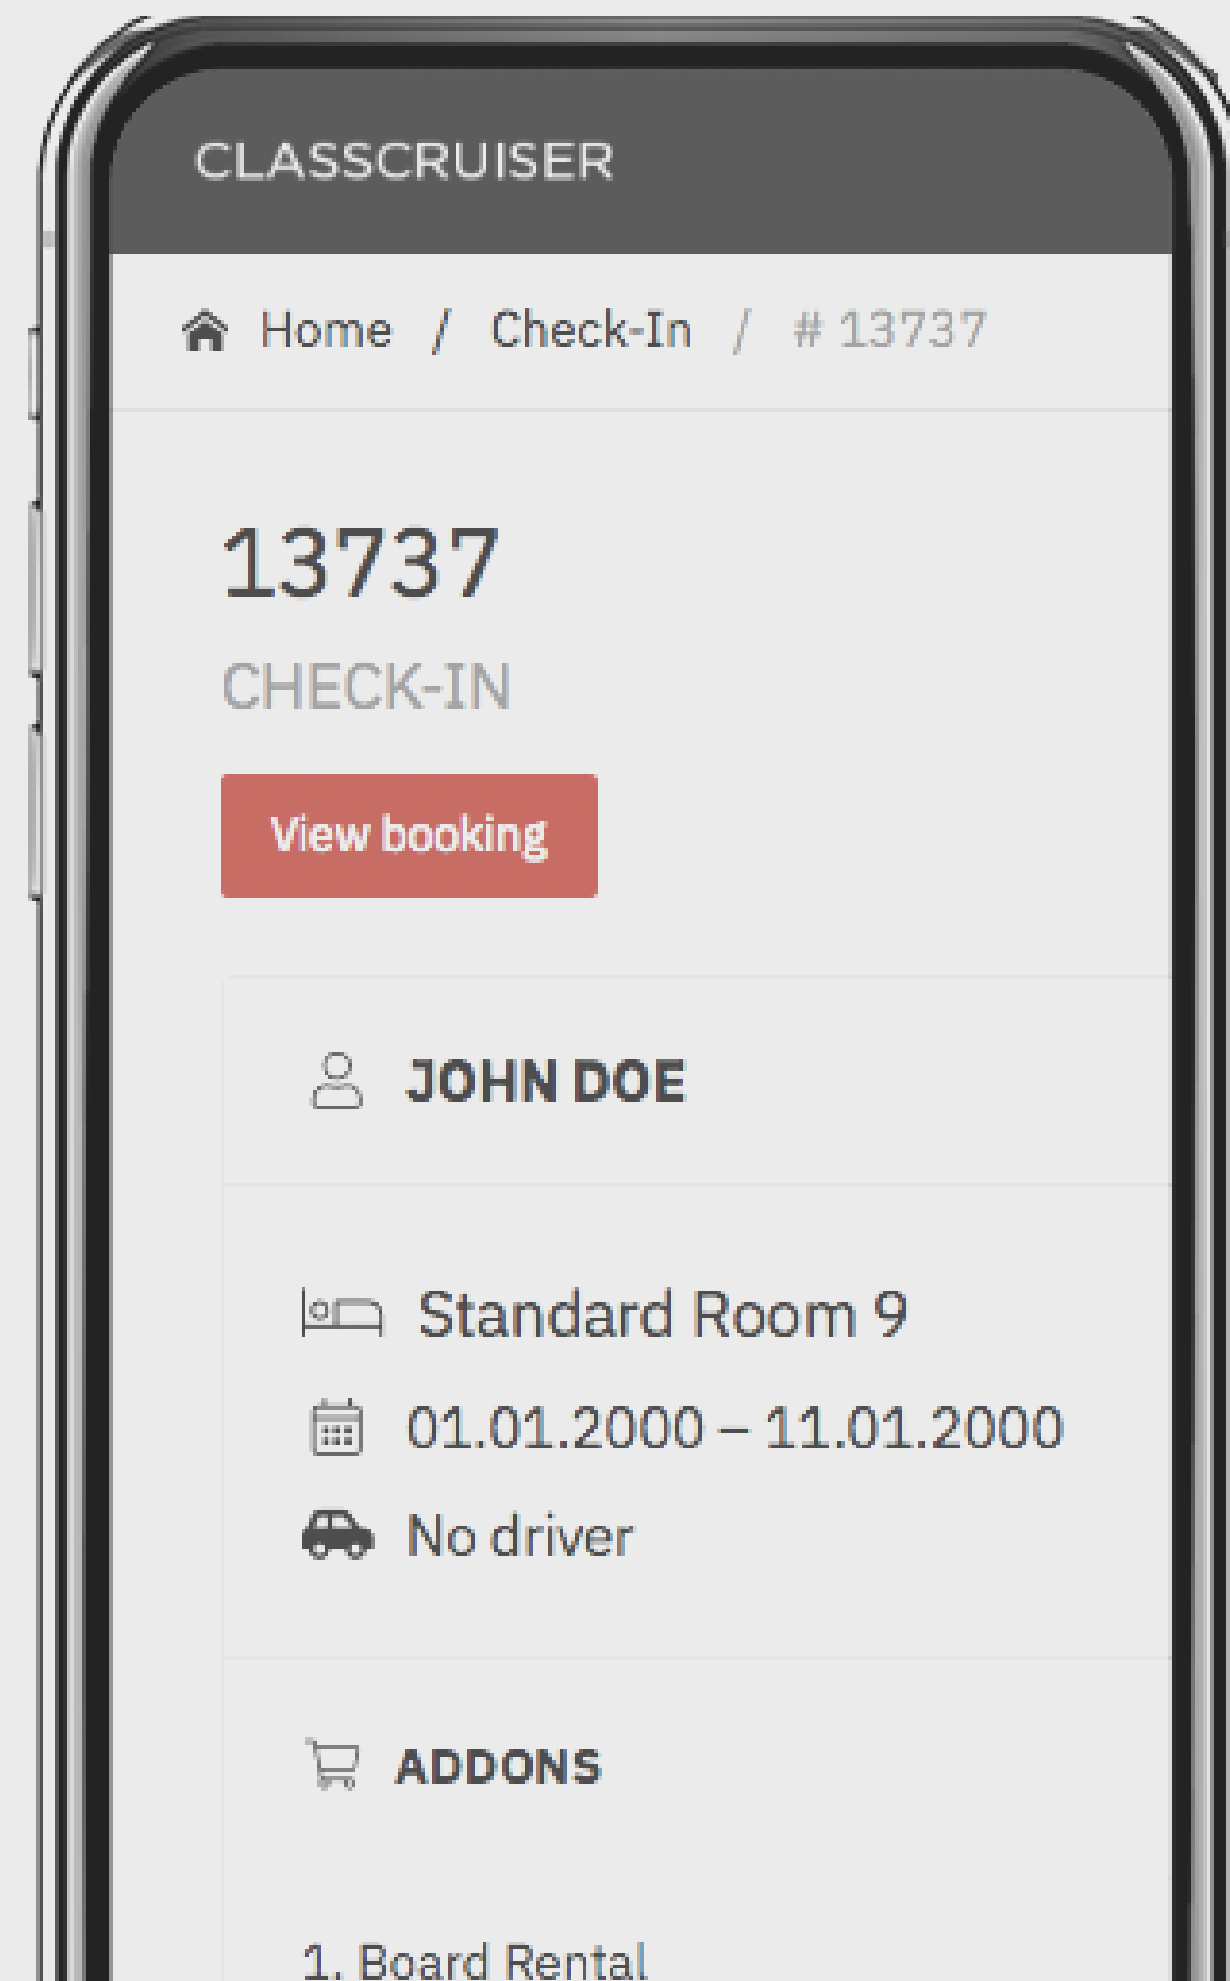 CLASSCRUISER
Home / Check-In / # 13737
13737
CHECK-IN
View booking
JOHN DOE
Standard Room 9
01.01.2000 – 11.01.2000
No driver
ADDONS
1. Board Rental